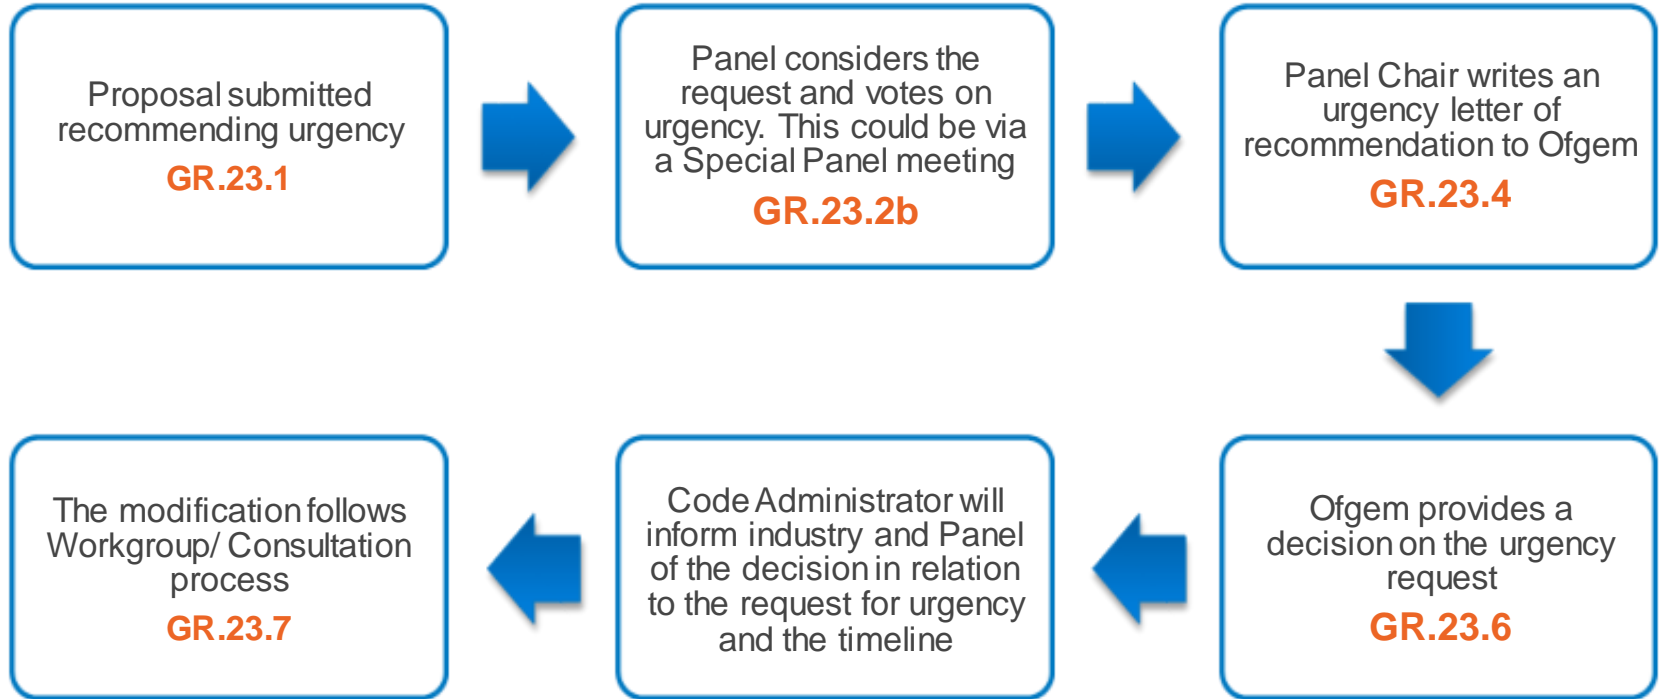 Proposal submitted
recommending urgency
GR.23.1
Panel considers the
request and votes on
urgency. This could be via
a Special Panel meeting
GR.23.2b
Panel Chair writes an
urgency letter of
recommendation to Ofgem
GR.23.4
Ofgem provides a
decision on the urgency
request
GR.23.6
Code Administrator will
inform industry and Panel
of the decision in relation
to the request for urgency
and the timeline
The modification follows
Workgroup/ Consultation
process
GR.23.7